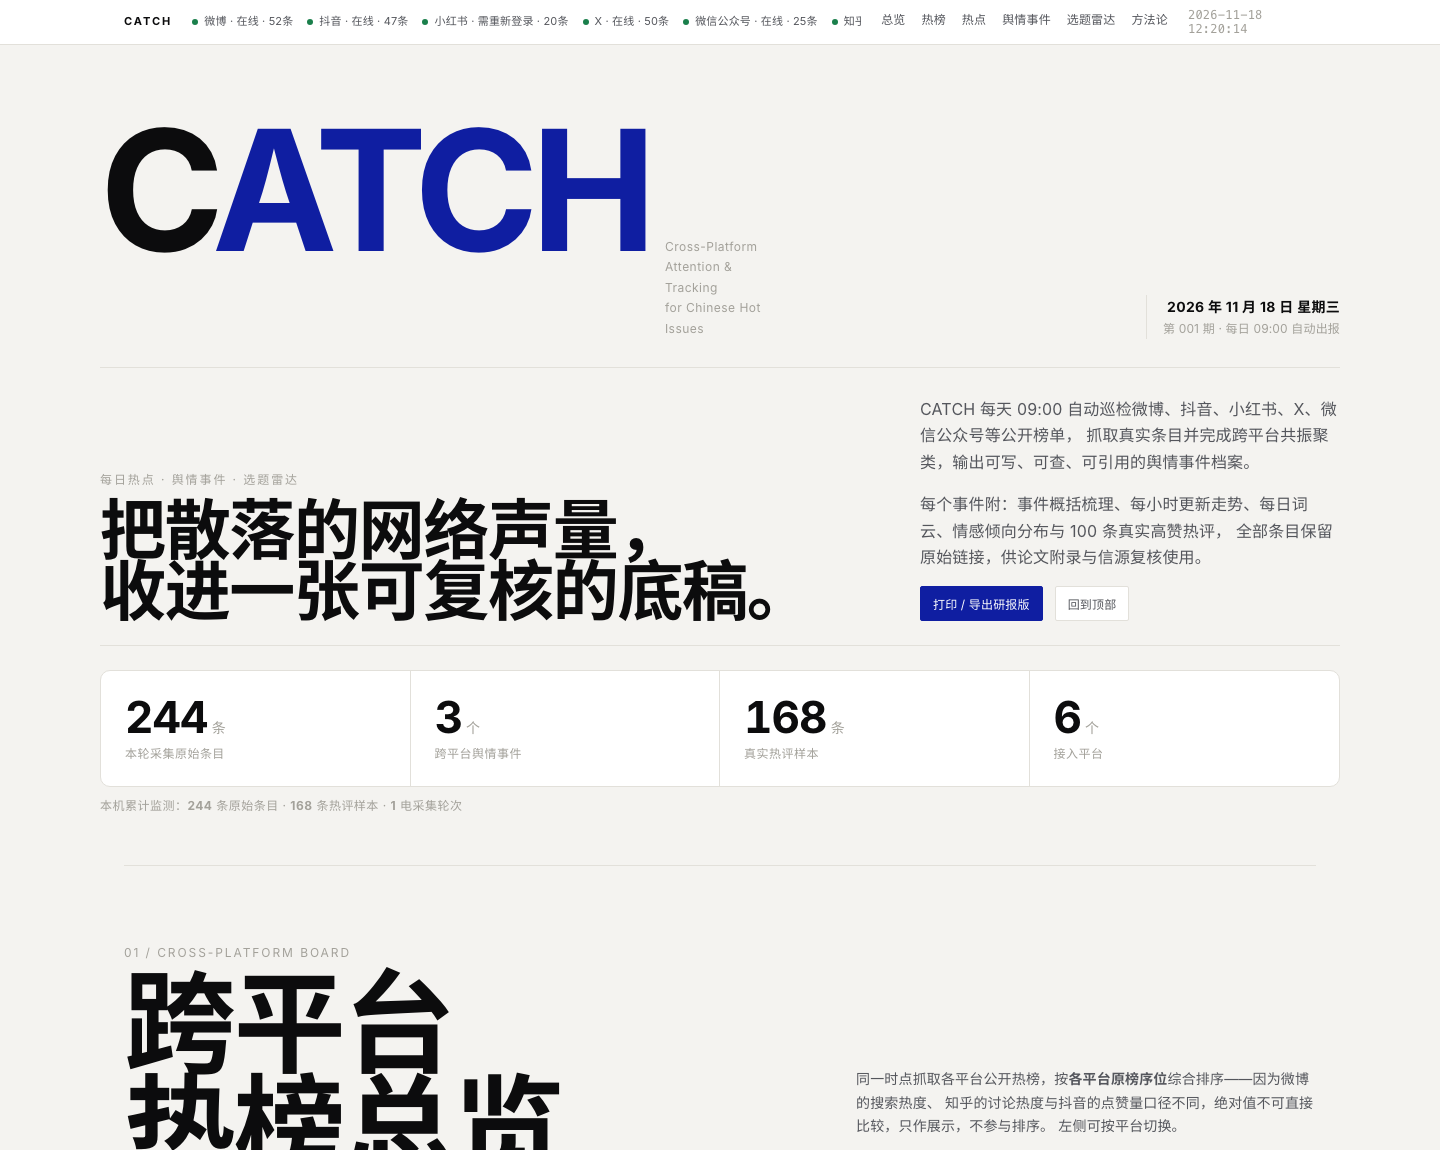 CATCH
微博 · 在线 · 52条
抖音 · 在线 · 47条
小红书 · 需重新登录 · 20条
X · 在线 · 50条
微信公众号 · 在线 · 25条
知乎
总览
热榜
热点
舆情事件
选题雷达
方法论
2026-11-18
12:20:14
CATCH
Cross-Platform
Attention &
Tracking
for Chinese Hot
Issues
2026 年 11 月 18 日 星期三
第 001 期 · 每日 09:00 自动出报
每日热点 · 舆情事件 · 选题雷达
把散落的网络声量，
收进一张可复核的底稿。
CATCH 每天 09:00 自动巡检微博、抖音、小红书、X、微
信公众号等公开榜单， 抓取真实条目并完成跨平台共振聚
类，输出可写、可查、可引用的舆情事件档案。
每个事件附：事件概括梳理、每小时更新走势、每日词
云、情感倾向分布与 100 条真实高赞热评， 全部条目保留
原始链接，供论文附录与信源复核使用。
打印 / 导出研报版
回到顶部
244 条
本轮采集原始条目
3 个
跨平台舆情事件
168 条
真实热评样本
6 个
接入平台
本机累计监测：244 条原始条目 · 168 条热评样本 · 1 电采集轮次
01 / CROSS-PLATFORM BOARD
跨平台
热榜总览
同一时点抓取各平台公开热榜，按各平台原榜序位综合排序——因为微博
的搜索热度、 知乎的讨论热度与抖音的点赞量口径不同，绝对值不可直接
比较，只作展示，不参与排序。 左侧可按平台切换。